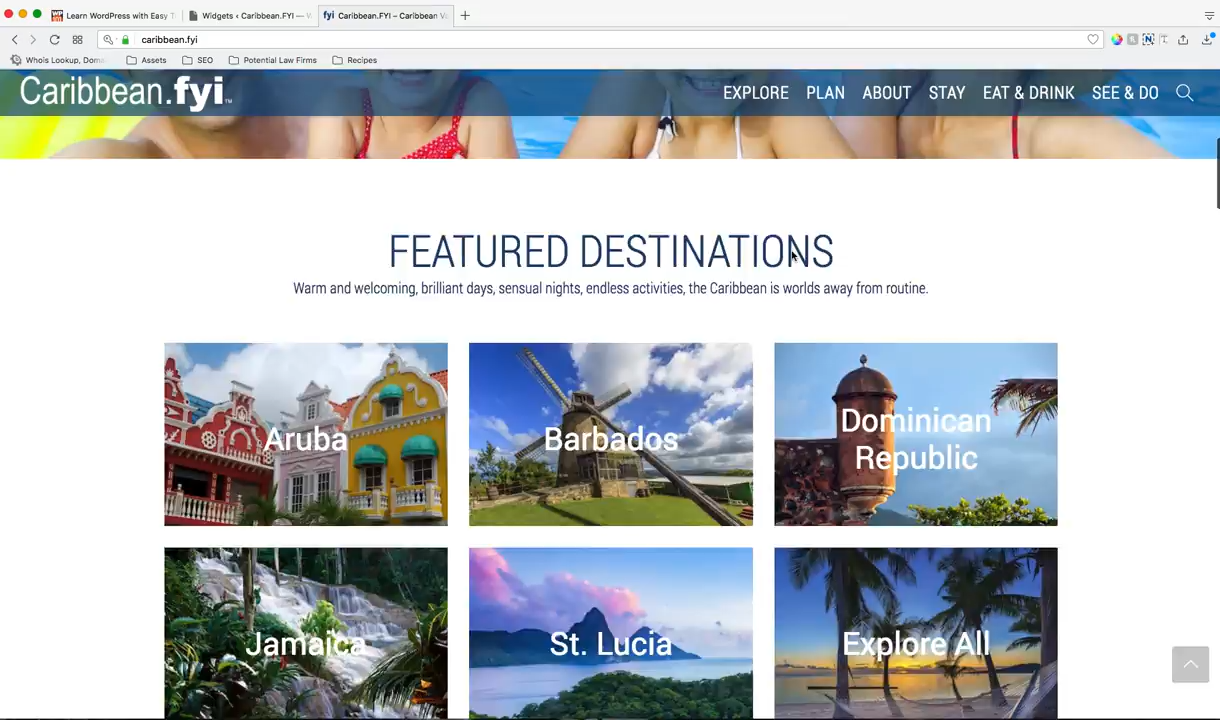 Learn WordPress with Easy T
Widgets ‹ Caribbean.FYI — W
fyi Caribbean.FYI – Caribbean V
caribbean.fyi
Whois Lookup, Doma
Assets
SEO
Potential Law Firms
Recipes
Caribbean.fyi™
EXPLORE PLAN ABOUT STAY EAT & DRINK SEE & DO
FEATURED DESTINATIONS
Warm and welcoming, brilliant days, sensual nights, endless activities, the Caribbean is worlds away from routine.
Aruba
Barbados
Dominican
Republic
Jamaica
St. Lucia
Explore All